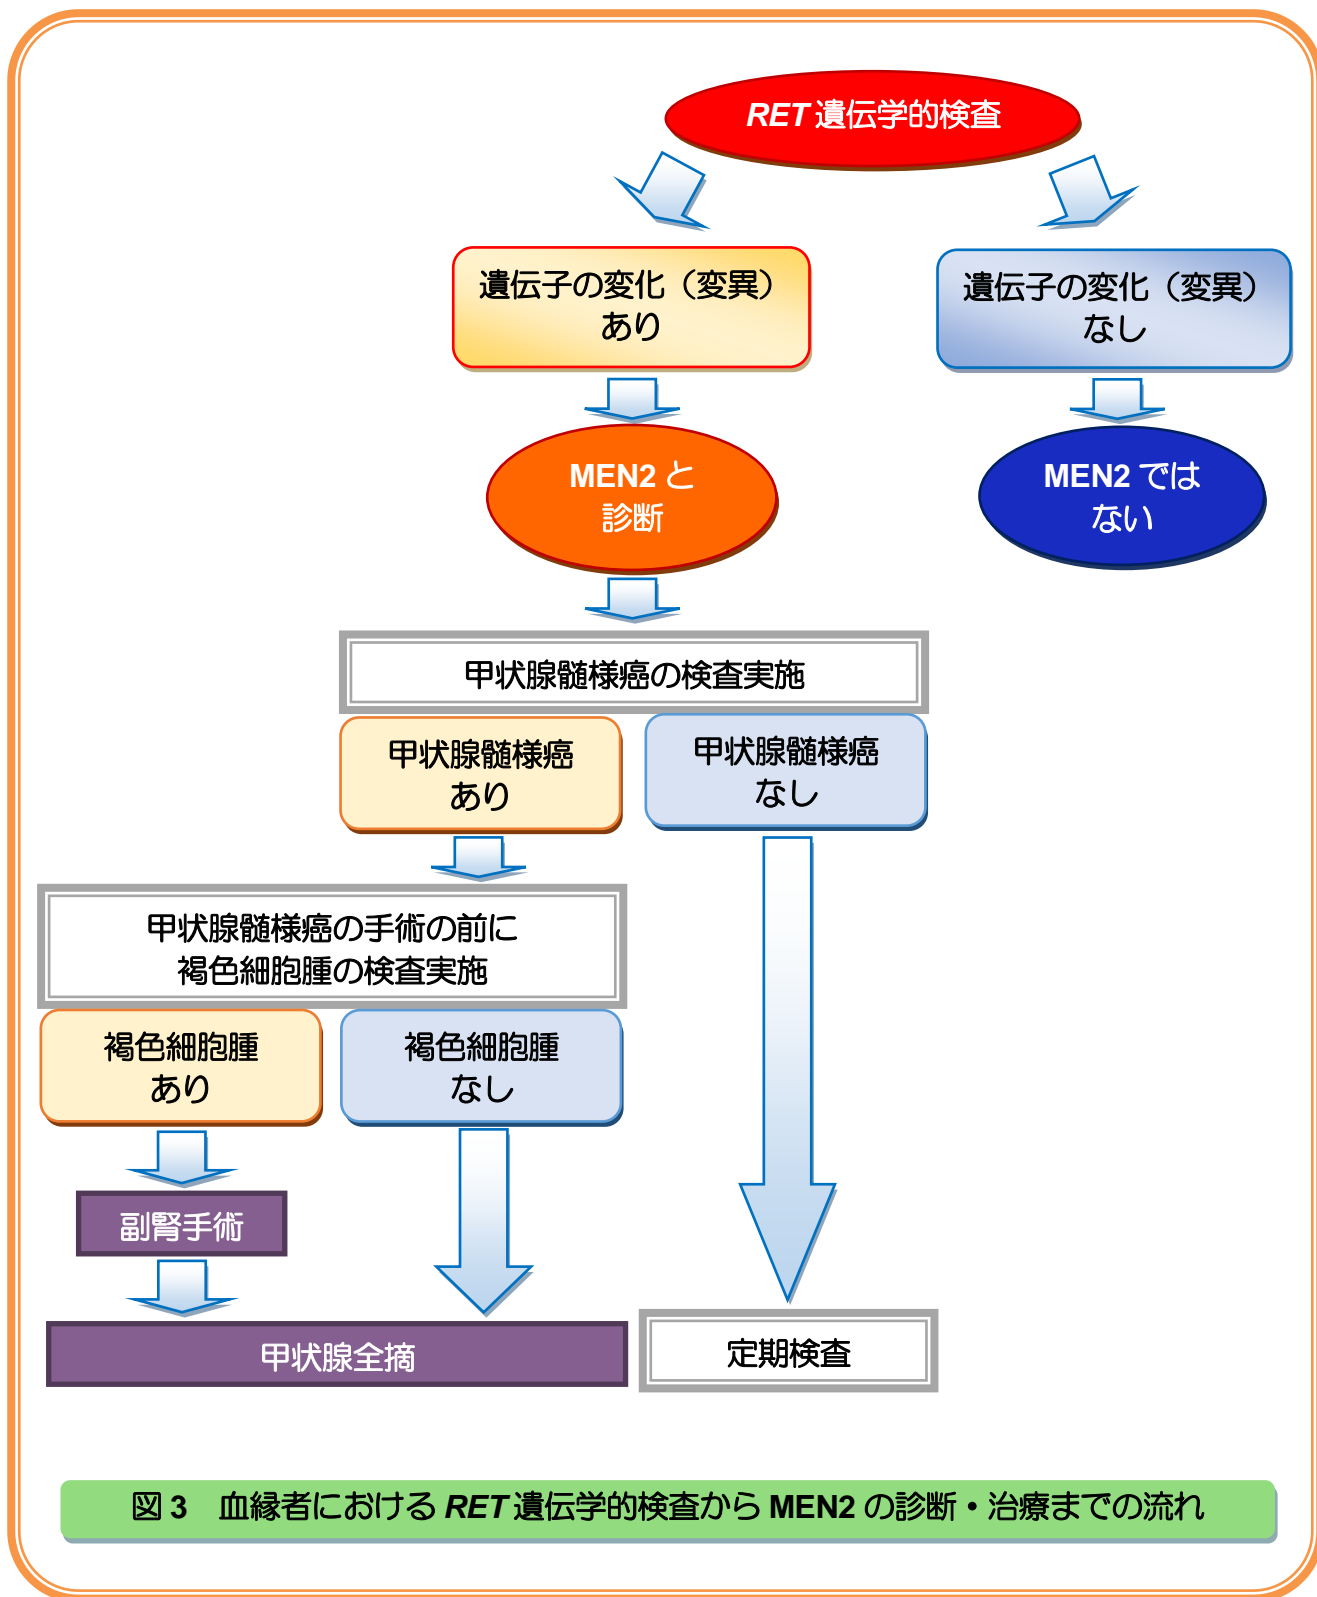 RET 遺伝学的検査
遺伝子の変化（変異）
あり
遺伝子の変化（変異）
なし
MEN2 と
診断
MEN2 では
ない
甲状腺髄様癌の検査実施
甲状腺髄様癌
あり
甲状腺髄様癌
なし
甲状腺髄様癌の手術の前に
褐色細胞腫の検査実施
褐色細胞腫
あり
褐色細胞腫
なし
副腎手術
甲状腺全摘
定期検査
図 3　血縁者における RET 遺伝学的検査から MEN2 の診断・治療までの流れ